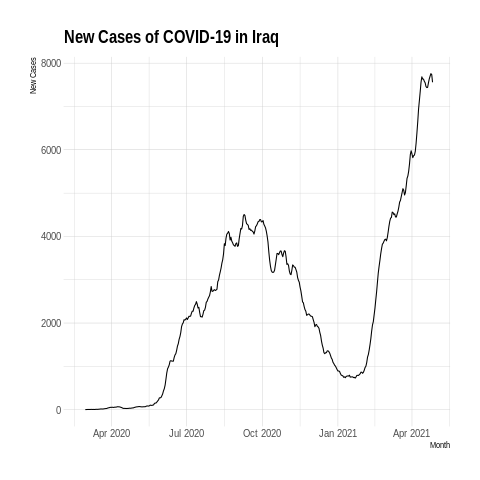 New Cases of COVID-19 in Iraq
New Cases
8000
6000
4000
2000
0
Apr 2020 Jul 2020 Oct 2020 Jan 2021 Apr 2021
Month